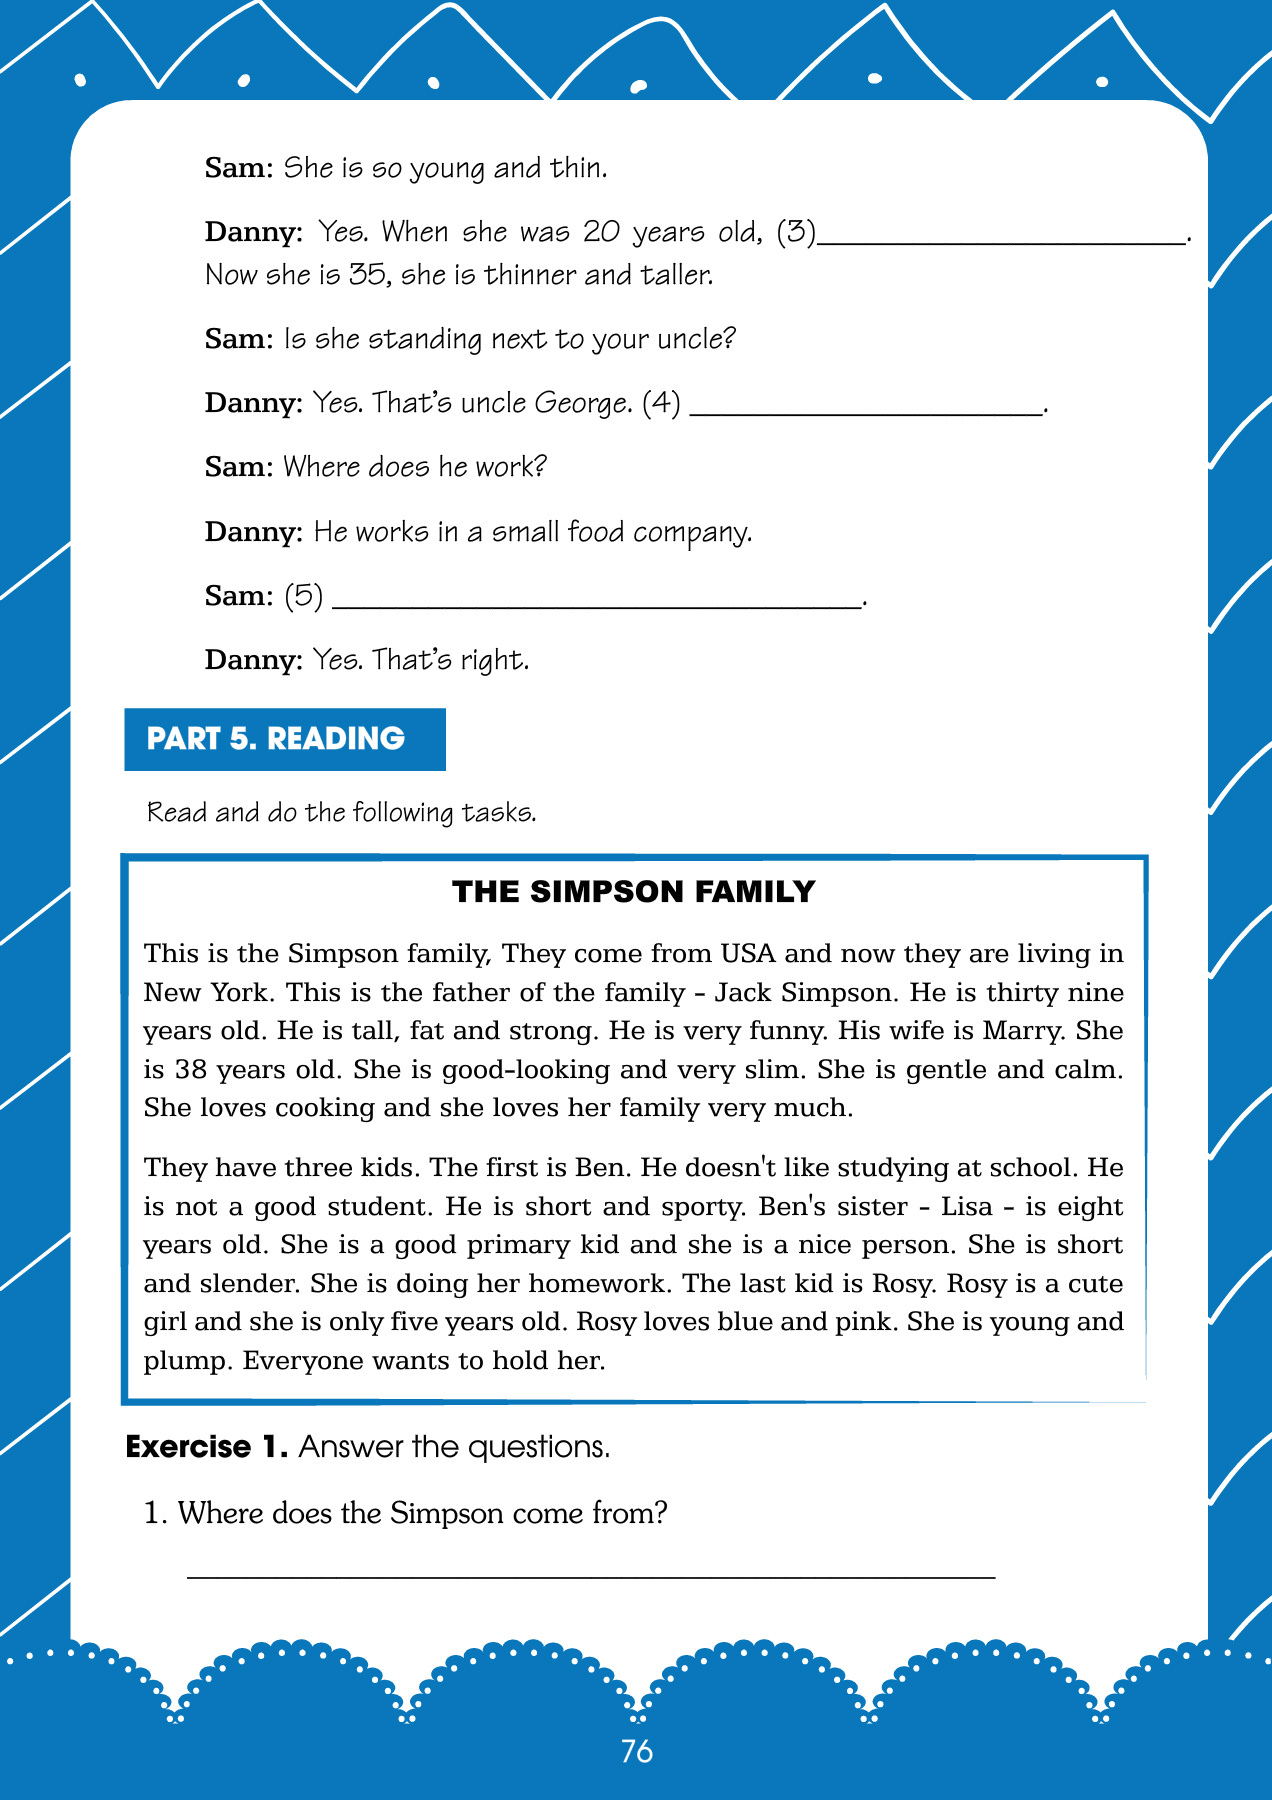 Sam: She is so young and thin.
Danny: Yes. When she was 20 years old, (3)_______________________.
Now she is 35, she is thinner and taller.
Sam: Is she standing next to your uncle?
Danny: Yes. That's uncle George. (4) ______________________.
Sam: Where does he work?
Danny: He works in a small food company.
Sam: (5) _________________________________.
Danny: Yes. That's right.
PART 5. READING
Read and do the following tasks.
THE SIMPSON FAMILY
This is the Simpson family, They come from USA and now they are living in
New York. This is the father of the family - Jack Simpson. He is thirty nine
years old. He is tall, fat and strong. He is very funny. His wife is Marry. She
is 38 years old. She is good-looking and very slim. She is gentle and calm.
She loves cooking and she loves her family very much.
They have three kids. The first is Ben. He doesn't like studying at school. He
is not a good student. He is short and sporty. Ben's sister - Lisa - is eight
years old. She is a good primary kid and she is a nice person. She is short
and slender. She is doing her homework. The last kid is Rosy. Rosy is a cute
girl and she is only five years old. Rosy loves blue and pink. She is young and
plump. Everyone wants to hold her.
Exercise 1. Answer the questions.
1. Where does the Simpson come from?
______________________________________________________
76